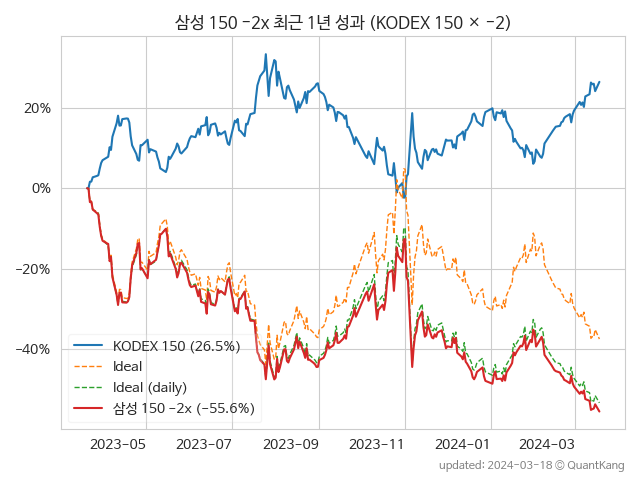 삼성 150 −2x 최근 1년 성과 (KODEX 150 × −2)
20%
0%
−20%
−40%
KODEX 150 (26.5%)
Ideal
Ideal (daily)
삼성 150 −2x (−55.6%)
2023−05
2023−07
2023−09
2023−11
2024−01
2024−03
updated: 2024−03−18 © QuantKang